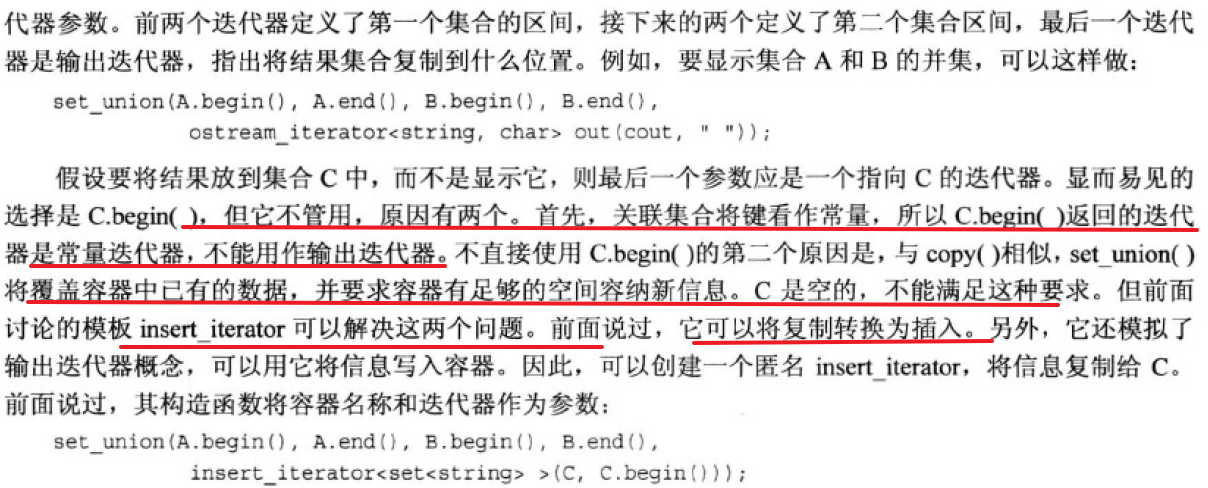 代器参数。前两个迭代器定义了第一个集合的区间，接下来的两个定义了第二个集合区间，最后一个迭代
器是输出迭代器，指出将结果集合复制到什么位置。例如，要显示集合 A 和 B 的并集，可以这样做：
set_union(A.begin(), A.end(), B.begin(), B.end(),
ostream_iterator<string, char> out(cout, " "));
假设要将结果放到集合 C 中，而不是显示它，则最后一个参数应是一个指向 C 的迭代器。显而易见的
选择是 C.begin( )，但它不管用，原因有两个。首先，关联集合将键看作常量，所以 C.begin( )返回的迭代
器是常量迭代器，不能用作输出迭代器。不直接使用 C.begin( )的第二个原因是，与 copy( )相似，set_union( )
将覆盖容器中已有的数据，并要求容器有足够的空间容纳新信息。C 是空的，不能满足这种要求。但前面
讨论的模板 insert_iterator 可以解决这两个问题。前面说过，它可以将复制转换为插入。另外，它还模拟了
输出迭代器概念，可以用它将信息写入容器。因此，可以创建一个匿名 insert_iterator，将信息复制给 C。
前面说过，其构造函数将容器名称和迭代器作为参数：
set_union(A.begin(), A.end(), B.begin(), B.end(),
insert_iterator<set<string> >(C, C.begin()));